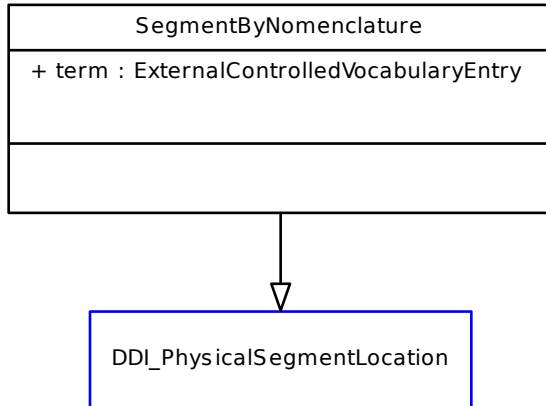 SegmentByNomenclature
+ term : ExternalControlledVocabularyEntry
DDI_PhysicalSegmentLocation